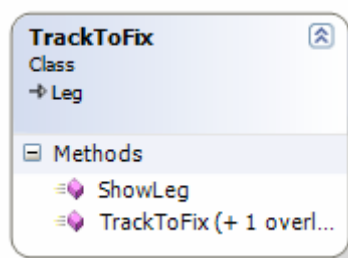 TrackToFix
Class
Leg
Methods
ShowLeg
TrackToFix (+ 1 overl...